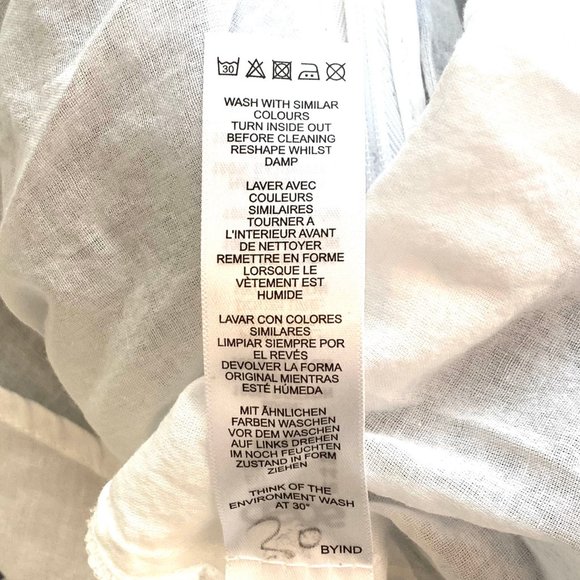 30
WASH WITH SIMILAR
COLOURS
TURN INSIDE OUT
BEFORE CLEANING
RESHAPE WHILST
DAMP
LAVER AVEC
COULEURS
SIMILAIRES
TOURNER A
L'INTERIEUR AVANT
DE NETTOYER
REMETTRE EN FORME
LORSQUE LE
VÊTEMENT EST
HUMIDE
LAVAR CON COLORES
SIMILARES
LIMPIAR SIEMPRE POR
EL REVÉS
DEVOLVER LA FORMA
ORIGINAL MIENTRAS
ESTÉ HÚMEDA
MIT ÄHNLICHEN
FARBEN WASCHEN
VOR DEM WASCHEN
AUF LINKS DREHEN
IM NOCH FEUCHTEN
ZUSTAND IN FORM
ZIEHEN
THINK OF THE
ENVIRONMENT WASH
AT 30°
20 BYIND